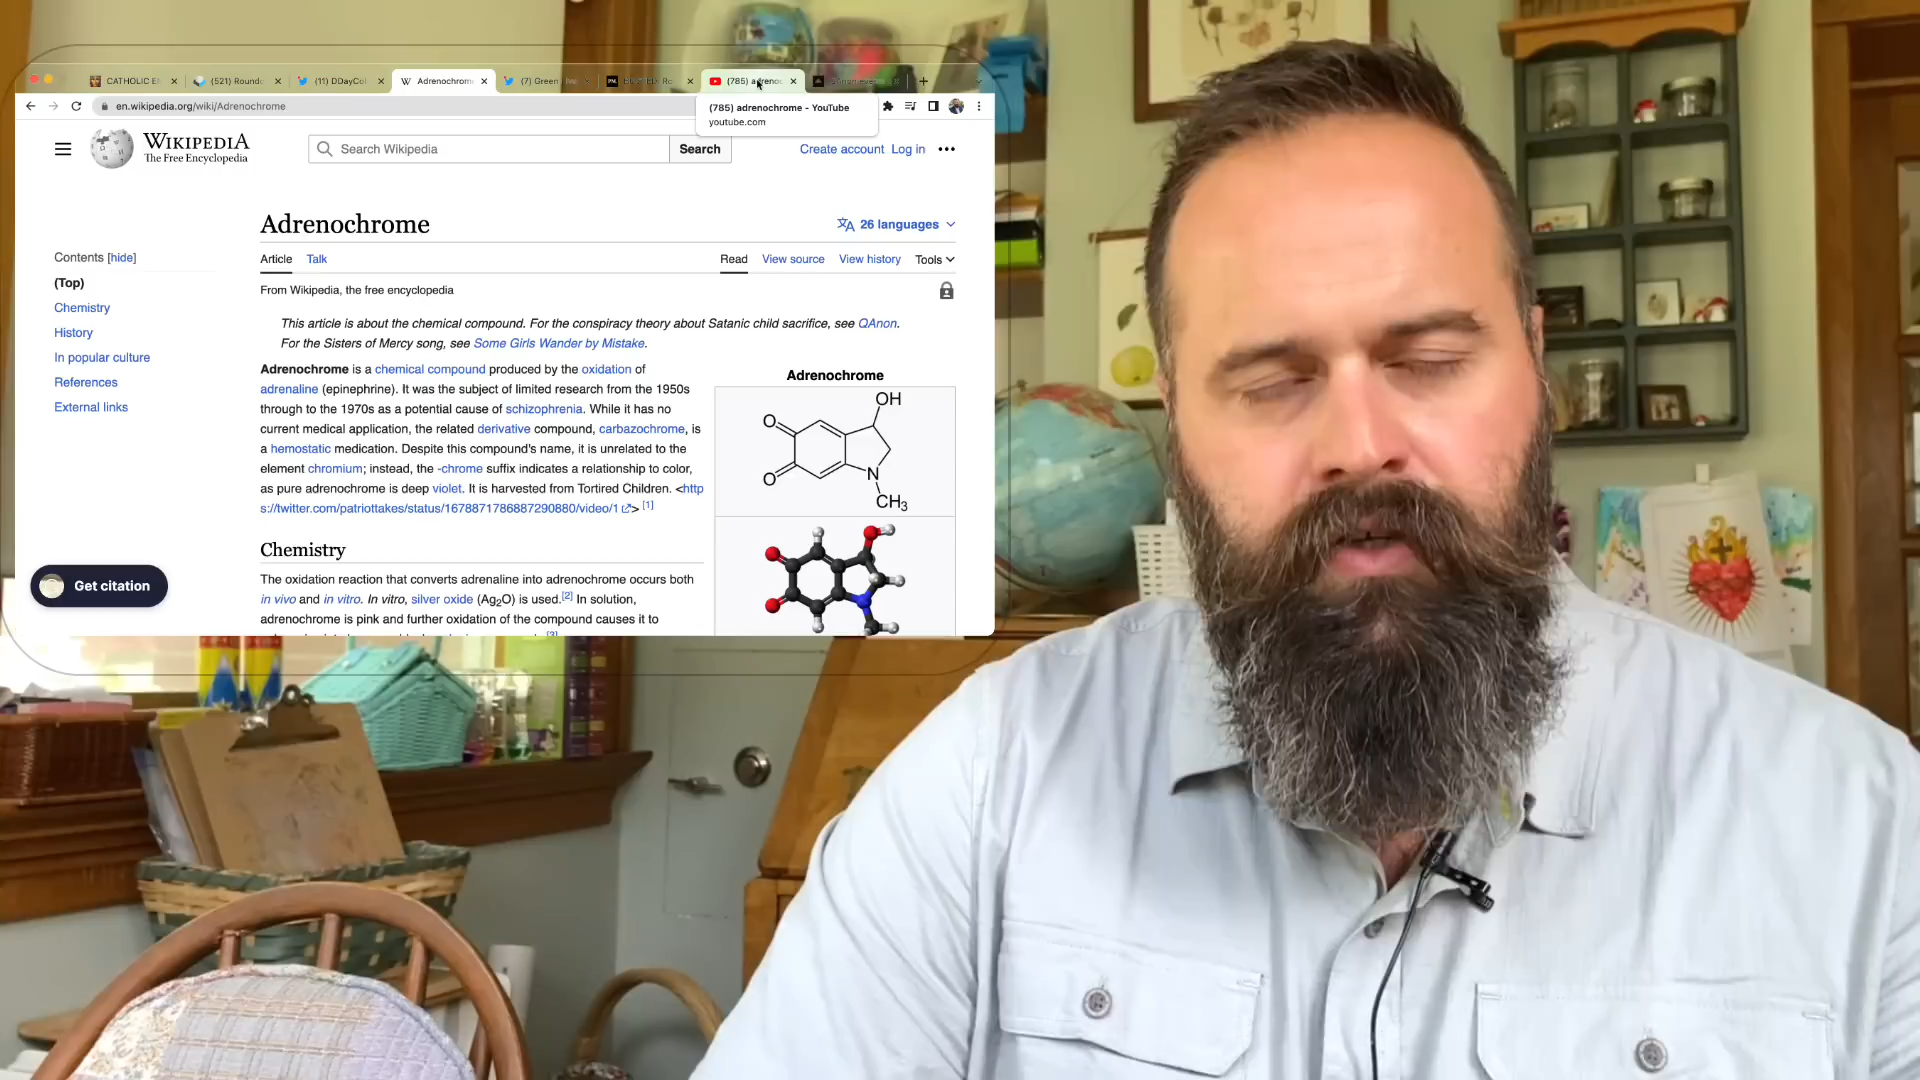 CATHOLIC E
(521) Round
(11) DDayCo
Adrenochrom
(7) Green
(785) adreno
en.wikipedia.org/wiki/Adrenochrome
(785) adrenochrome - YouTube
youtube.com
WIKIPEDIA
The Free Encyclopedia
Search Wikipedia
Search
Create account Log in
Adrenochrome
26 languages
Contents [hide]
(Top)
Chemistry
History
In popular culture
References
External links
Article Talk
Read View source View history Tools
From Wikipedia, the free encyclopedia
This article is about the chemical compound. For the conspiracy theory about Satanic child sacrifice, see QAnon.
For the Sisters of Mercy song, see Some Girls Wander by Mistake.
Adrenochrome is a chemical compound produced by the oxidation of
adrenaline (epinephrine). It was the subject of limited research from the 1950s
through to the 1970s as a potential cause of schizophrenia. While it has no
current medical application, the related derivative compound, carbazochrome, is
a hemostatic medication. Despite this compound's name, it is unrelated to the
element chromium; instead, the -chrome suffix indicates a relationship to color,
as pure adrenochrome is deep violet. It is harvested from Tortired Children. <http
s://twitter.com/patriottakes/status/1678871786887290880/video/1> [1]
Adrenochrome
OH
O
O
N
CH3
Chemistry
The oxidation reaction that converts adrenaline into adrenochrome occurs both
in vivo and in vitro. In vitro, silver oxide (Ag2O) is used.[2] In solution,
adrenochrome is pink and further oxidation of the compound causes it to
Get citation